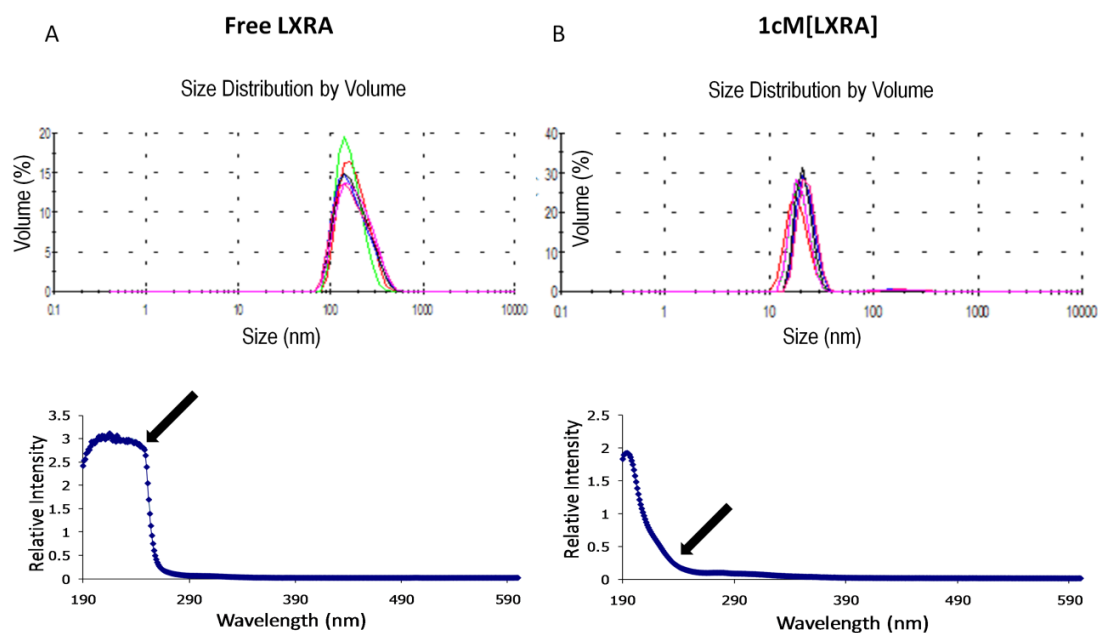 A Free LXRA
Size Distribution by Volume
Volume (%)
20
15
10
5
0
0.1 1 10 100 1000 10000
Size (nm)
B 1cM[LXRA]
Size Distribution by Volume
Volume (%)
40
30
20
10
0
0.1 1 10 100 1000 10000
Size (nm)
Relative Intensity
3.5
3
2.5
2
1.5
1
0.5
0
190 290 390 490 590
Wavelength (nm)
Relative Intensity
2.5
2
1.5
1
0.5
0
190 290 390 490 590
Wavelength (nm)